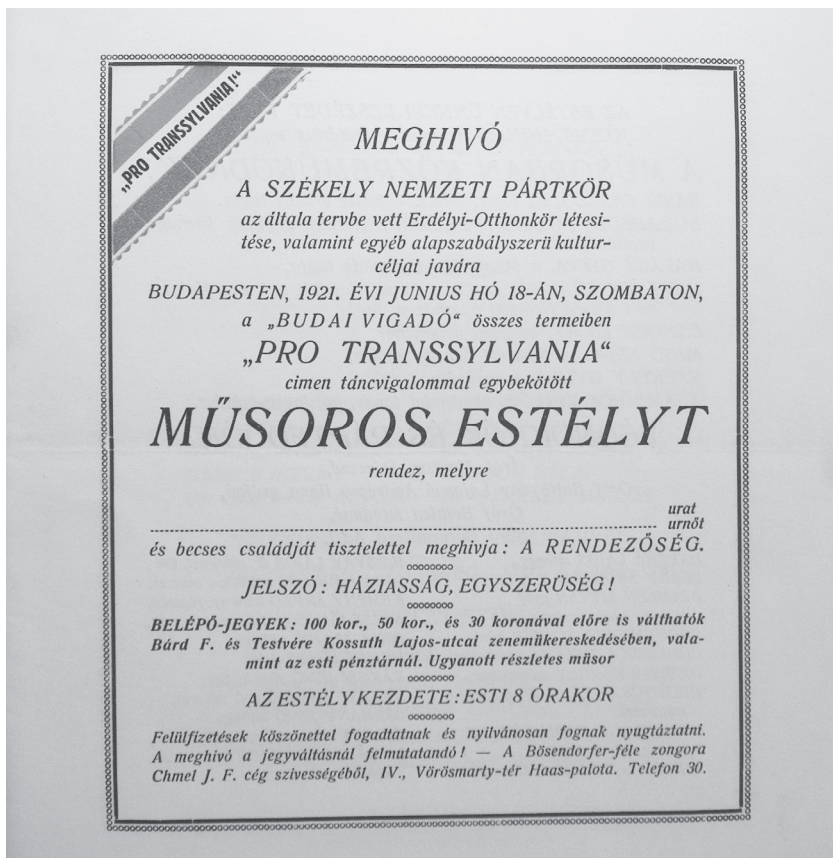 „PRO TRANSSYLVANIA!“
MEGHIVÓ
A SZÉKELY NEMZETI PÁRTKÖR
az általa tervbe vett Erdélyi-Otthonkör létesi-
tése, valamint egyéb alapszabályszerü kultur-
céljai javára
BUDAPESTEN, 1921. ÉVI JUNIUS HÓ 18-ÁN, SZOMBATON,
a „BUDAI VIGADÓ“ összes termeiben
„PRO TRANSSYLVANIA“
cimen táncvigalommal egybekötött
MŰSOROS ESTÉLYT
rendez, melyre
urat
urnőt
és becses családját tisztelettel meghivja: A RENDEZŐSÉG.
JELSZÓ: HÁZIASSÁG, EGYSZERÜSÉG!
BELÉPŐ-JEGYEK: 100 kor., 50 kor., és 30 koronával előre is válthatók
Bárd F. és Testvére Kossuth Lajos-utcai zenemükereskedésében, vala-
mint az esti pénztárnál. Ugyanott részletes müsor
AZ ESTÉLY KEZDETE: ESTI 8 ÓRAKOR
Felülfizetések köszönettel fogadtatnak és nyilvánosan fognak nyugtáztatni.
A meghivó a jegyváltásnál felmutatandó! — A Bösendorfer-féle zongora
Chmel J. F. cég szivességéből, IV., Vörösmarty-tér Haas-palota. Telefon 30.